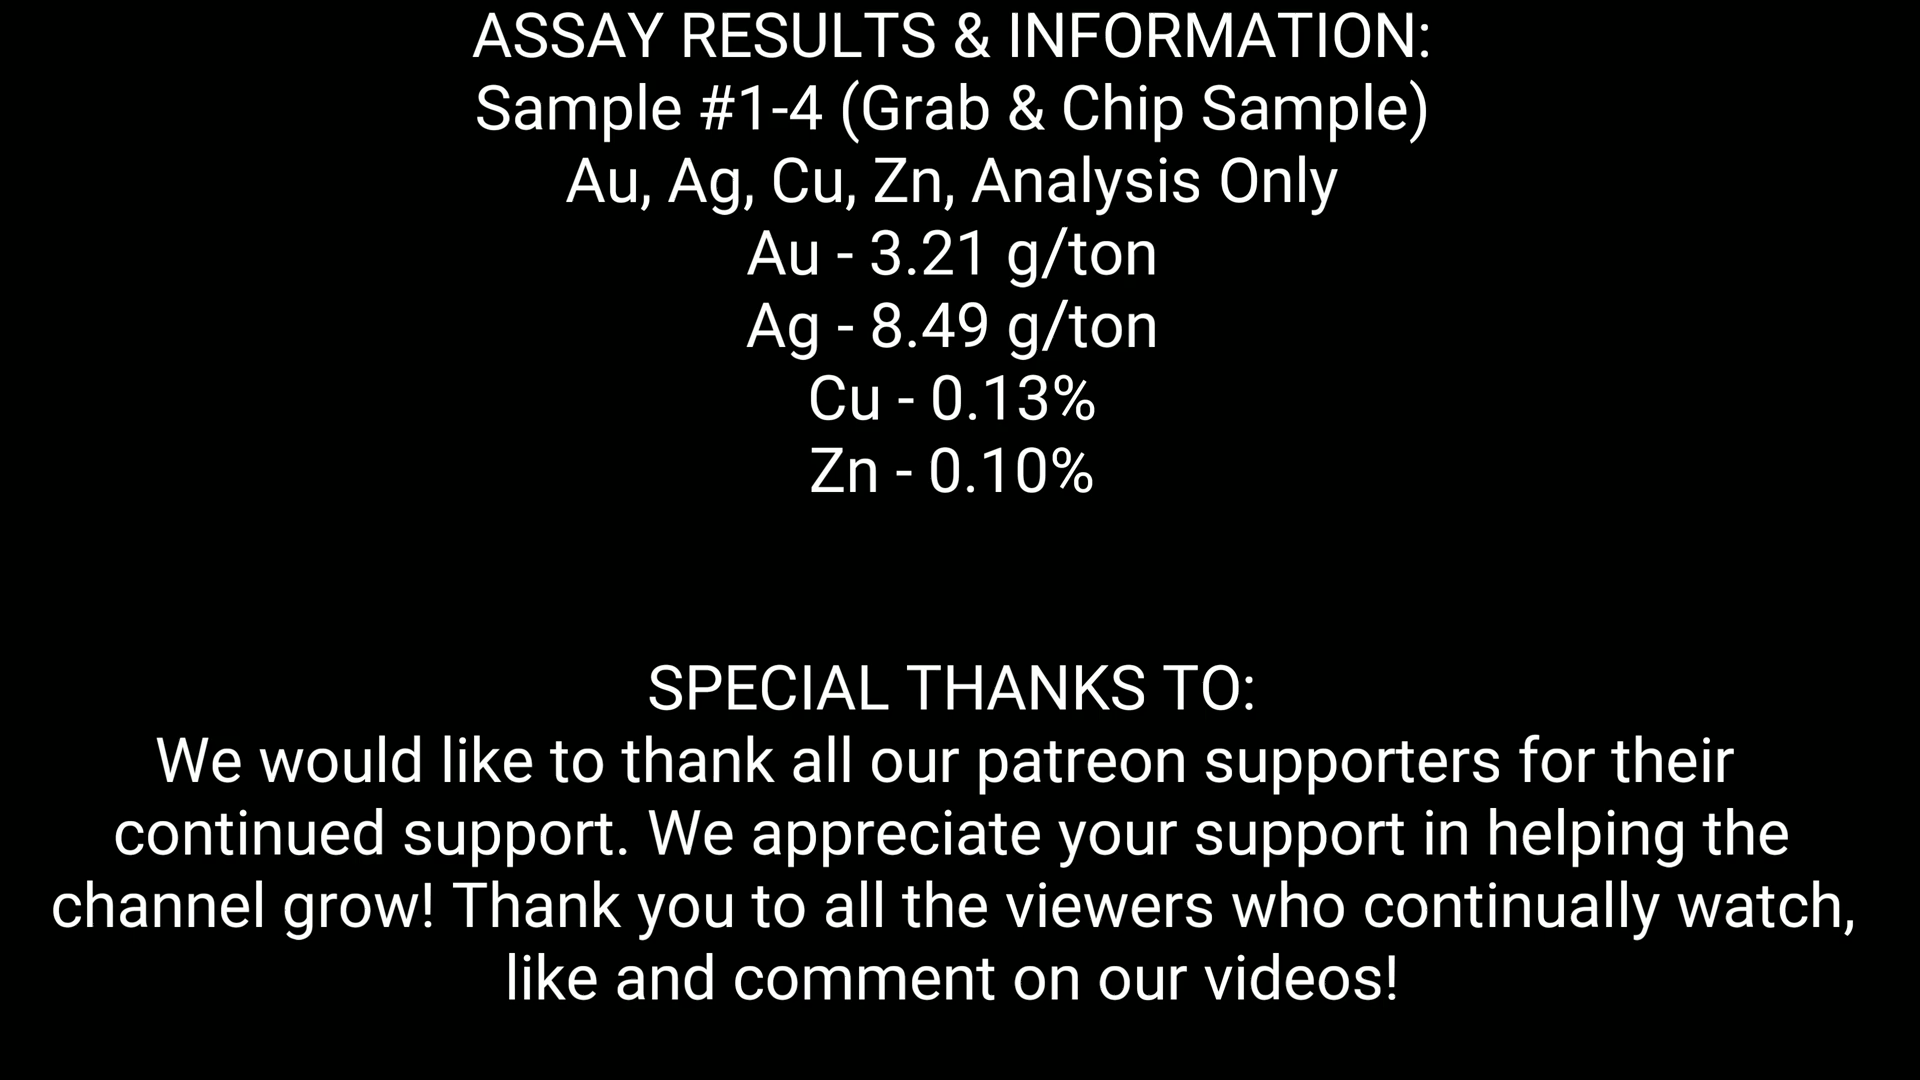 ASSAY RESULTS & INFORMATION:
Sample #1-4 (Grab & Chip Sample)
Au, Ag, Cu, Zn, Analysis Only
Au - 3.21 g/ton
Ag - 8.49 g/ton
Cu - 0.13%
Zn - 0.10%
SPECIAL THANKS TO:
We would like to thank all our patreon supporters for their
continued support. We appreciate your support in helping the
channel grow! Thank you to all the viewers who continually watch,
like and comment on our videos!